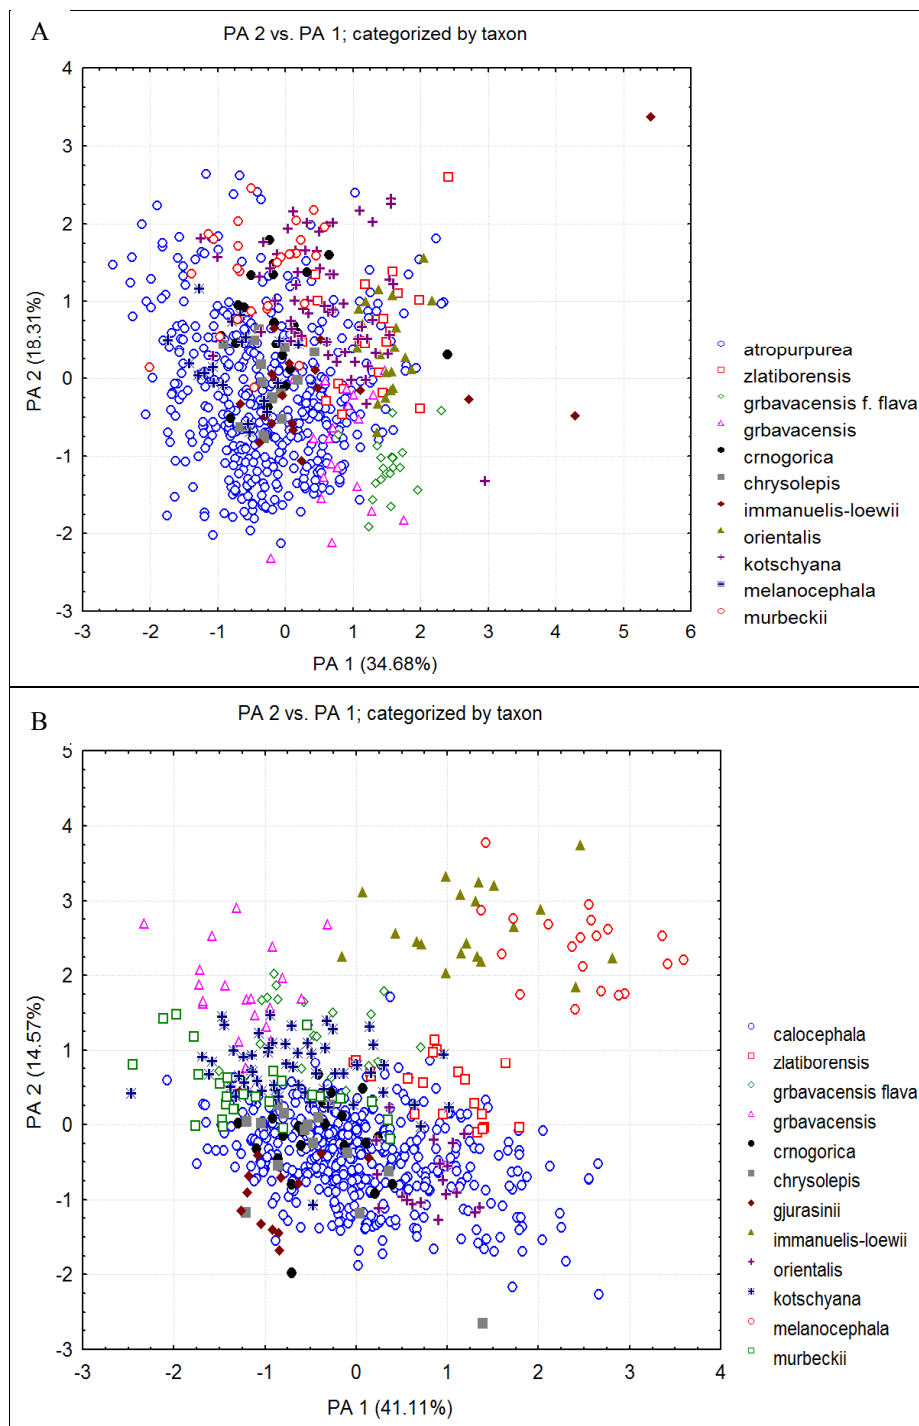 A
PA 2 vs. PA 1; categorized by taxon
4
3
2
1
0
-1
-2
-3
PA 2 (18.31%)
-3 -2 -1 0 1 2 3 4 5 6
PA 1 (34.68%)
atropurpurea
zlatiborensis
grbavacensis f. flava
grbavacensis
crnogorica
chrysolepis
immanuelis-loewii
orientalis
kotschyana
melanocephala
murbeckii
B
PA 2 vs. PA 1; categorized by taxon
5
4
3
2
1
0
-1
-2
-3
PA 2 (14.57%)
-3 -2 -1 0 1 2 3 4
PA 1 (41.11%)
calocephala
zlatiborensis
grbavacensis flava
grbavacensis
crnogorica
chrysolepis
gjurasinii
immanuelis-loewii
orientalis
kotschyana
melanocephala
murbeckii